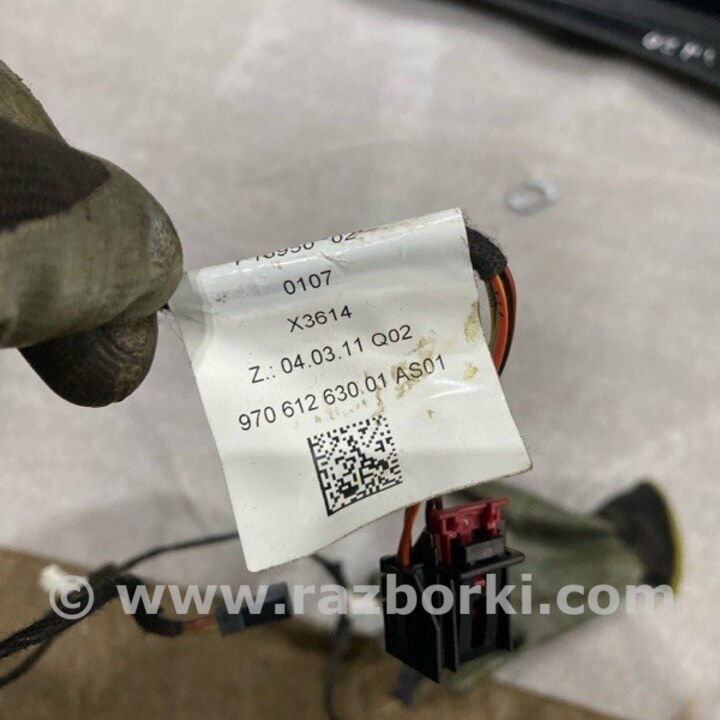 0107
X3614
Z.: 04.03.11 Q02
970 612 630.01 AS01
© www.razborki.com